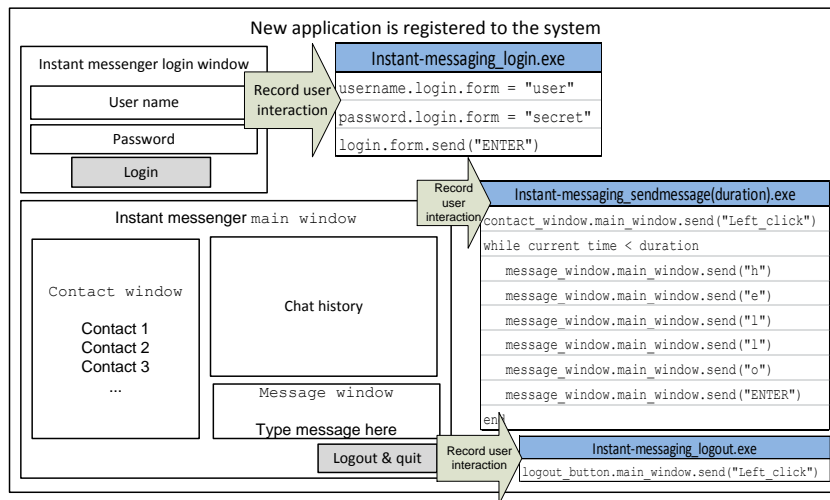 New application is registered to the system
Instant messenger login window
User name
Password
Login
Record user
interaction
Instant-messaging_login.exe
username.login.form = "user"
password.login.form = "secret"
login.form.send("ENTER")
Instant messenger main window
Contact window
Contact 1
Contact 2
Contact 3
...
Chat history
Message window
Type message here
Logout & quit
Record
user
interaction
Instant-messaging_sendmessage(duration).exe
contact_window.main_window.send("Left_click")
while current time < duration
message_window.main_window.send("h")
message_window.main_window.send("e")
message_window.main_window.send("l")
message_window.main_window.send("l")
message_window.main_window.send("o")
message_window.main_window.send("ENTER")
end
Record user
interaction
Instant-messaging_logout.exe
logout_button.main_window.send("Left_click")